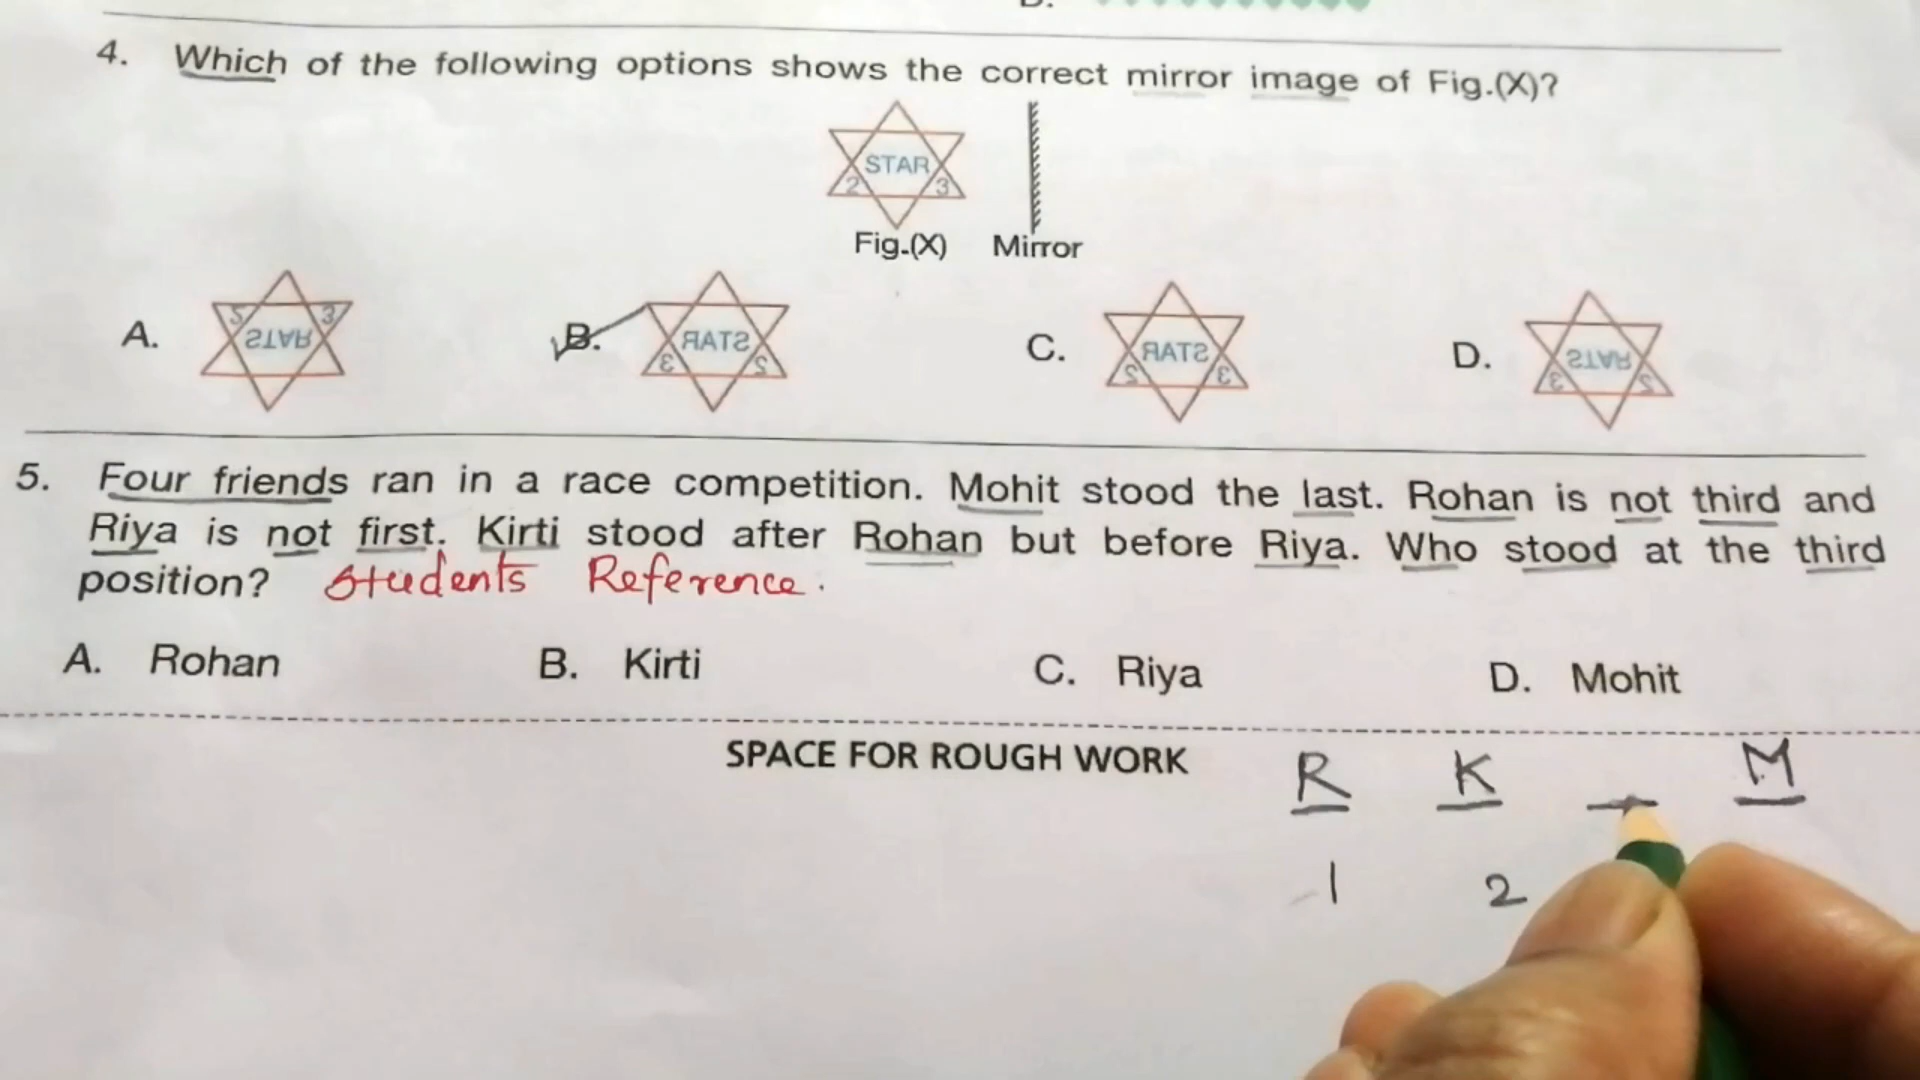 4. Which of the following options shows the correct mirror image of Fig.(X)?
STAR
2 3
Fig.(X) Mirror
A. B. C. D.
5. Four friends ran in a race competition. Mohit stood the last. Rohan is not third and
Riya is not first. Kirti stood after Rohan but before Riya. Who stood at the third
position? Students Reference.
A. Rohan B. Kirti C. Riya D. Mohit
SPACE FOR ROUGH WORK
R K M
1 2